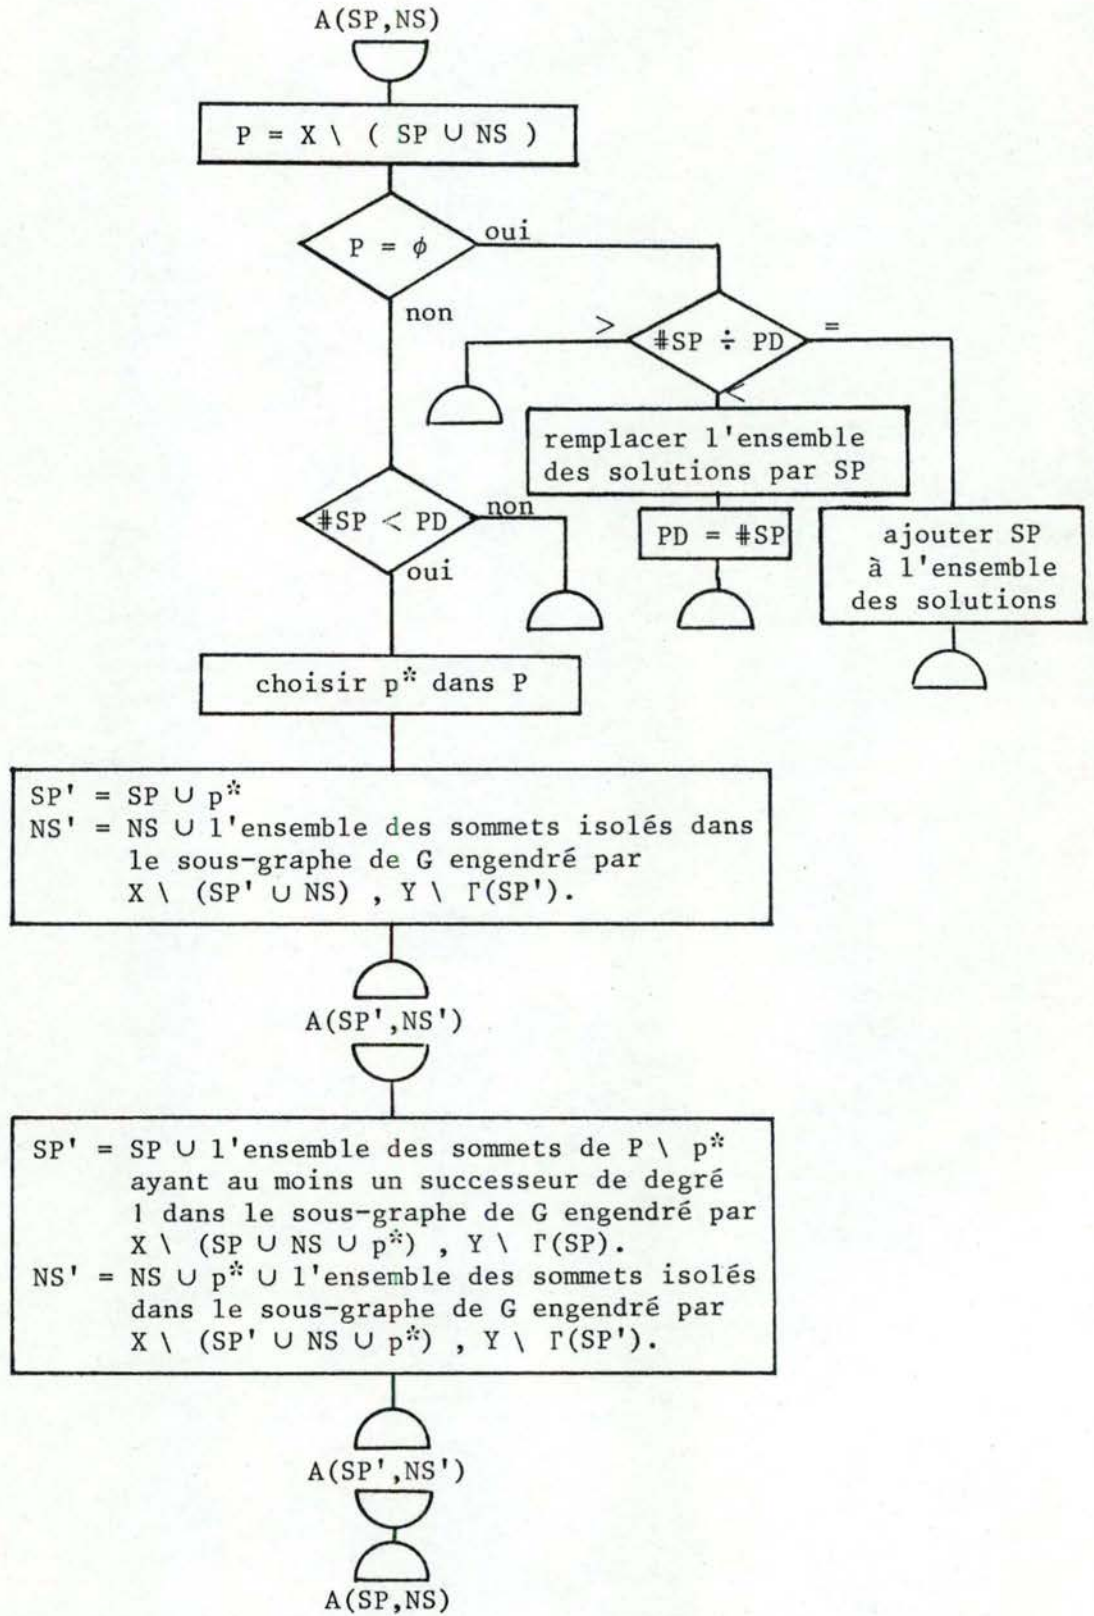 A(SP,NS)
P = X \ ( SP ∪ NS )
P = ϕ
oui
non
>
#SP ÷ PD
=
<
remplacer l'ensemble
des solutions par SP
#SP < PD
non
oui
PD = #SP
ajouter SP
à l'ensemble
des solutions
choisir p* dans P
SP' = SP ∪ p*
NS' = NS ∪ l'ensemble des sommets isolés dans
le sous-graphe de G engendré par
X \ (SP' ∪ NS) , Y \ Γ(SP').
A(SP',NS')
SP' = SP ∪ l'ensemble des sommets de P \ p*
ayant au moins un successeur de degré
1 dans le sous-graphe de G engendré par
X \ (SP ∪ NS ∪ p*) , Y \ Γ(SP).
NS' = NS ∪ p* ∪ l'ensemble des sommets isolés
dans le sous-graphe de G engendré par
X \ (SP' ∪ NS ∪ p*) , Y \ Γ(SP').
A(SP',NS')
A(SP,NS)